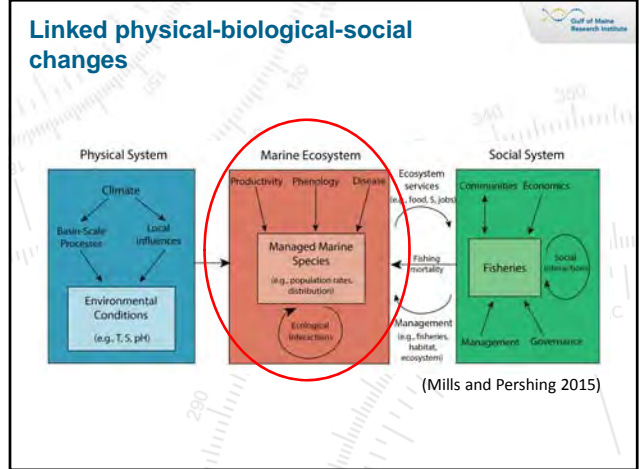 Linked physical-biological-social
changes
Gulf of Maine
Research Institute
Physical System
Climate
Basin-Scale
Processes
Local
Influences
Environmental
Conditions
(e.g., T, S, pH)
Marine Ecosystem
Productivity
Phenology
Disease
Managed Marine
Species
(e.g., population rates,
distribution)
Ecological
Interactions
Ecosystem
services
(e.g., food, $, jobs)
Fishing
mortality
Management
(e.g., fisheries,
habitat,
ecosystem)
Social System
Communities
Economics
Fisheries
Social
Interactions
Management
Governance
(Mills and Pershing 2015)
340
350
290
C